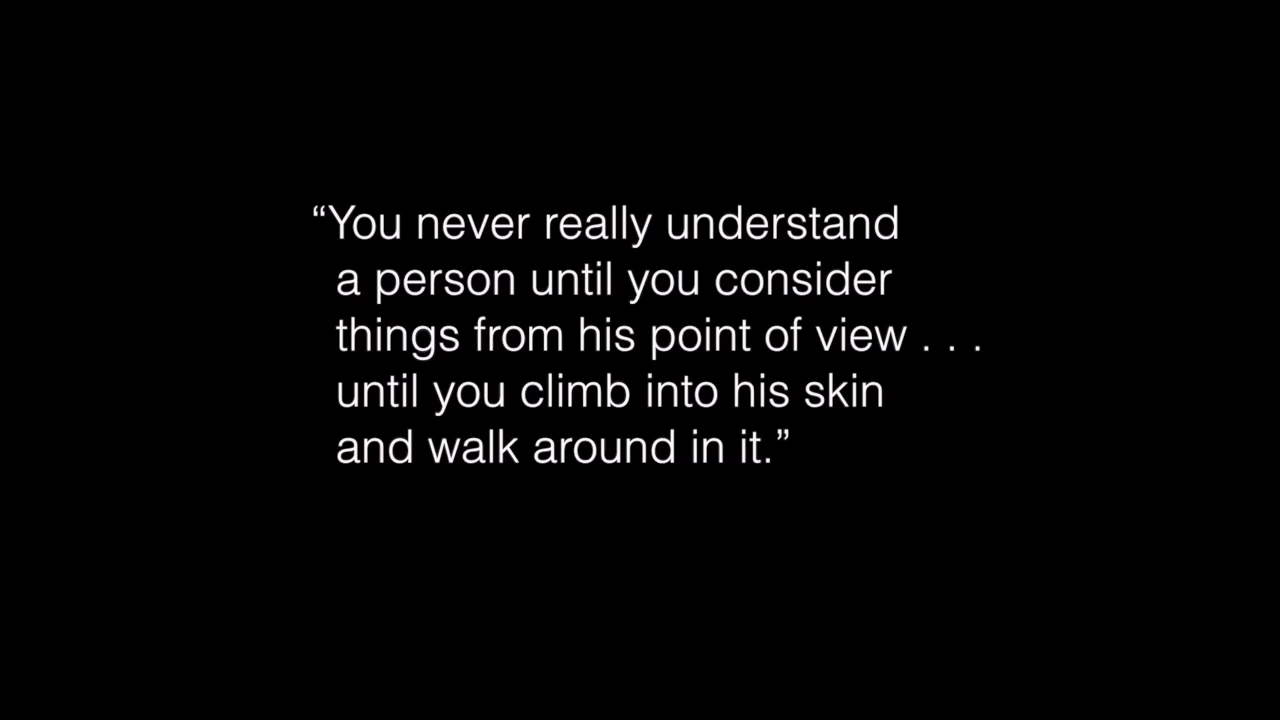 “You never really understand
a person until you consider
things from his point of view . . .
until you climb into his skin
and walk around in it.”